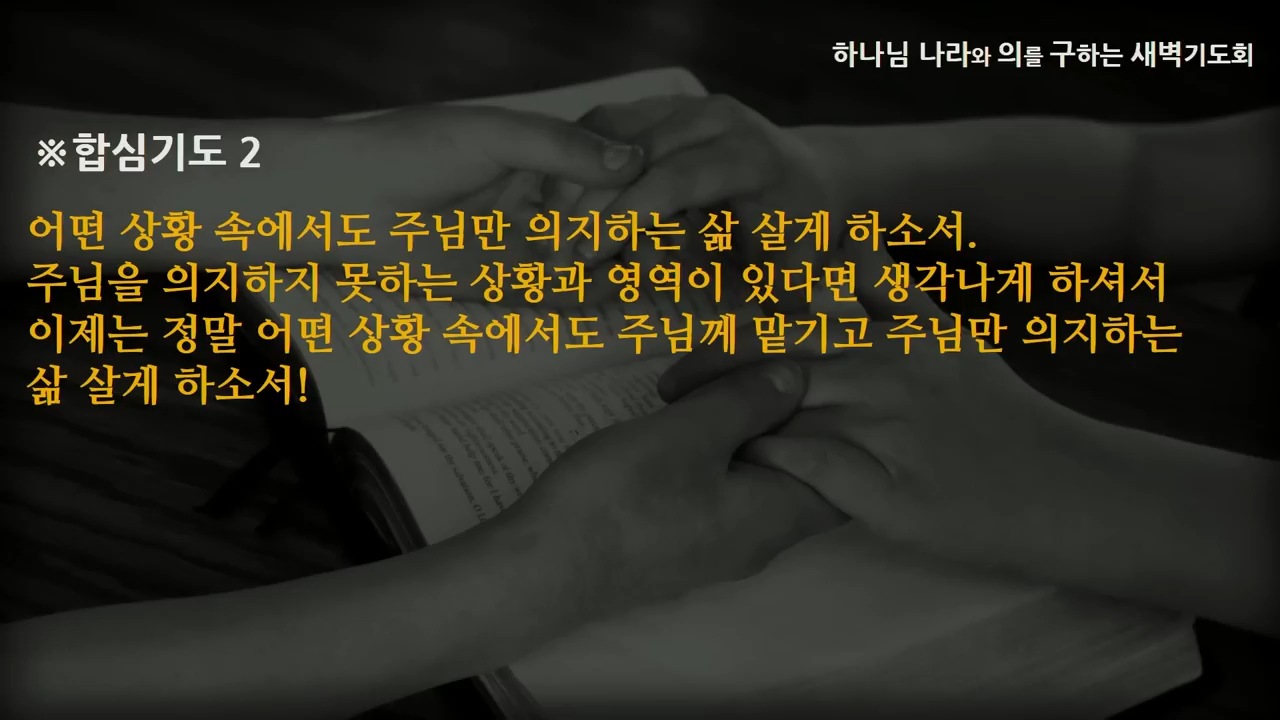 하나님 나라와 의를 구하는 새벽기도회
※합심기도 2
어떤 상황 속에서도 주님만 의지하는 삶 살게 하소서.
주님을 의지하지 못하는 상황과 영역이 있다면 생각나게 하셔서
이제는 정말 어떤 상황 속에서도 주님께 맡기고 주님만 의지하는
삶 살게 하소서!